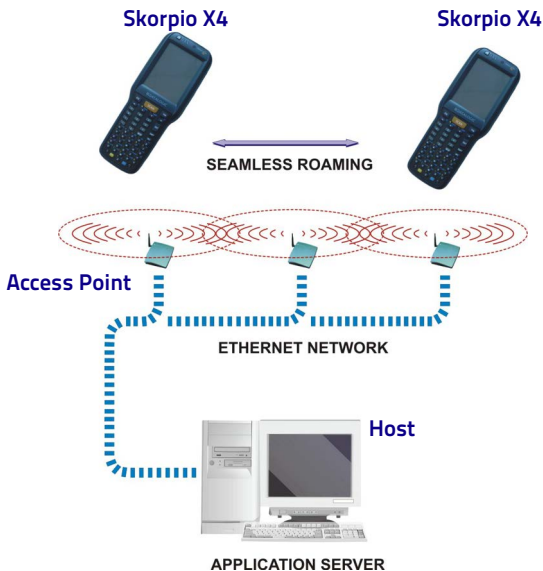 Skorpio X4
Skorpio X4
SEAMLESS ROAMING
Access Point
ETHERNET NETWORK
Host
APPLICATION SERVER